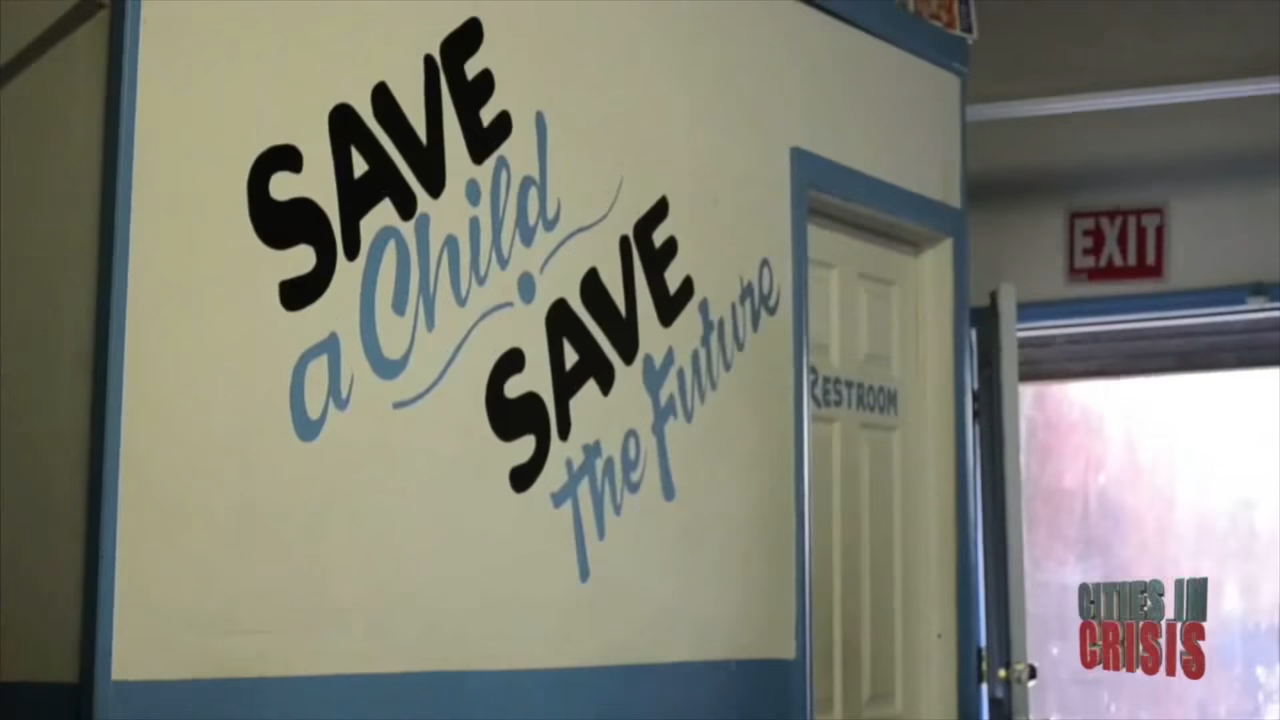 SAVE
a Child
SAVE
the Future
RESTROOM
EXIT
CITIES IN
CRISIS